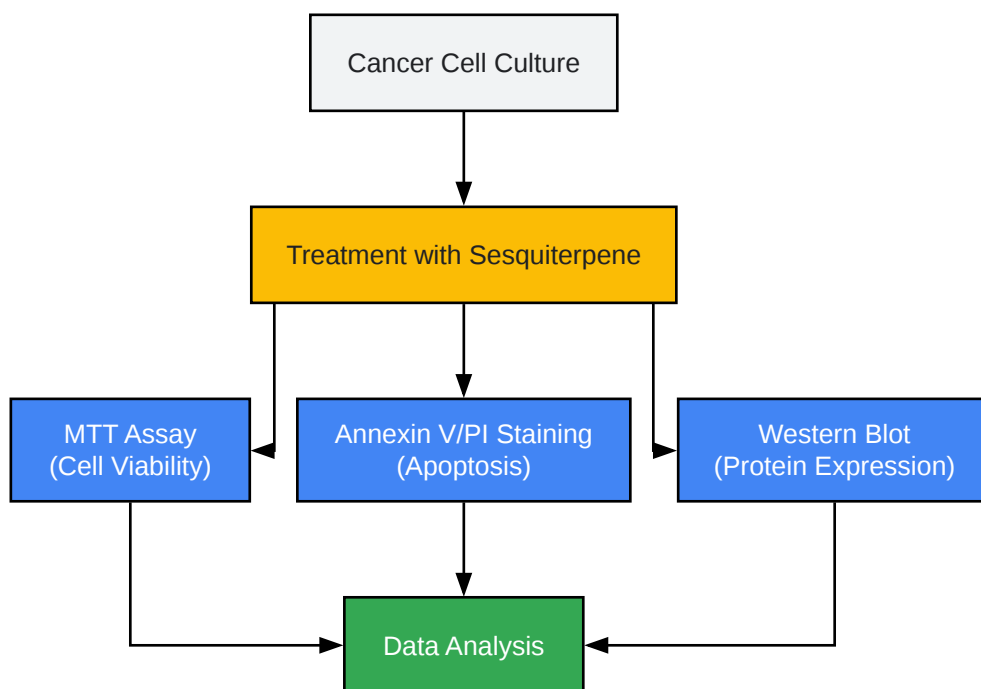 Cancer Cell Culture
Treatment with Sesquiterpene
MTT Assay
(Cell Viability)
Annexin V/PI Staining
(Apoptosis)
Western Blot
(Protein Expression)
Data Analysis